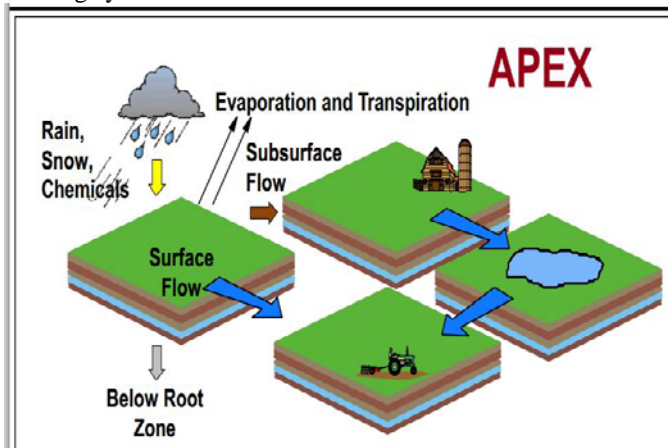 APEX
Evaporation and Transpiration
Rain,
Snow,
Chemicals
Subsurface
Flow
Surface
Flow
Below Root
Zone